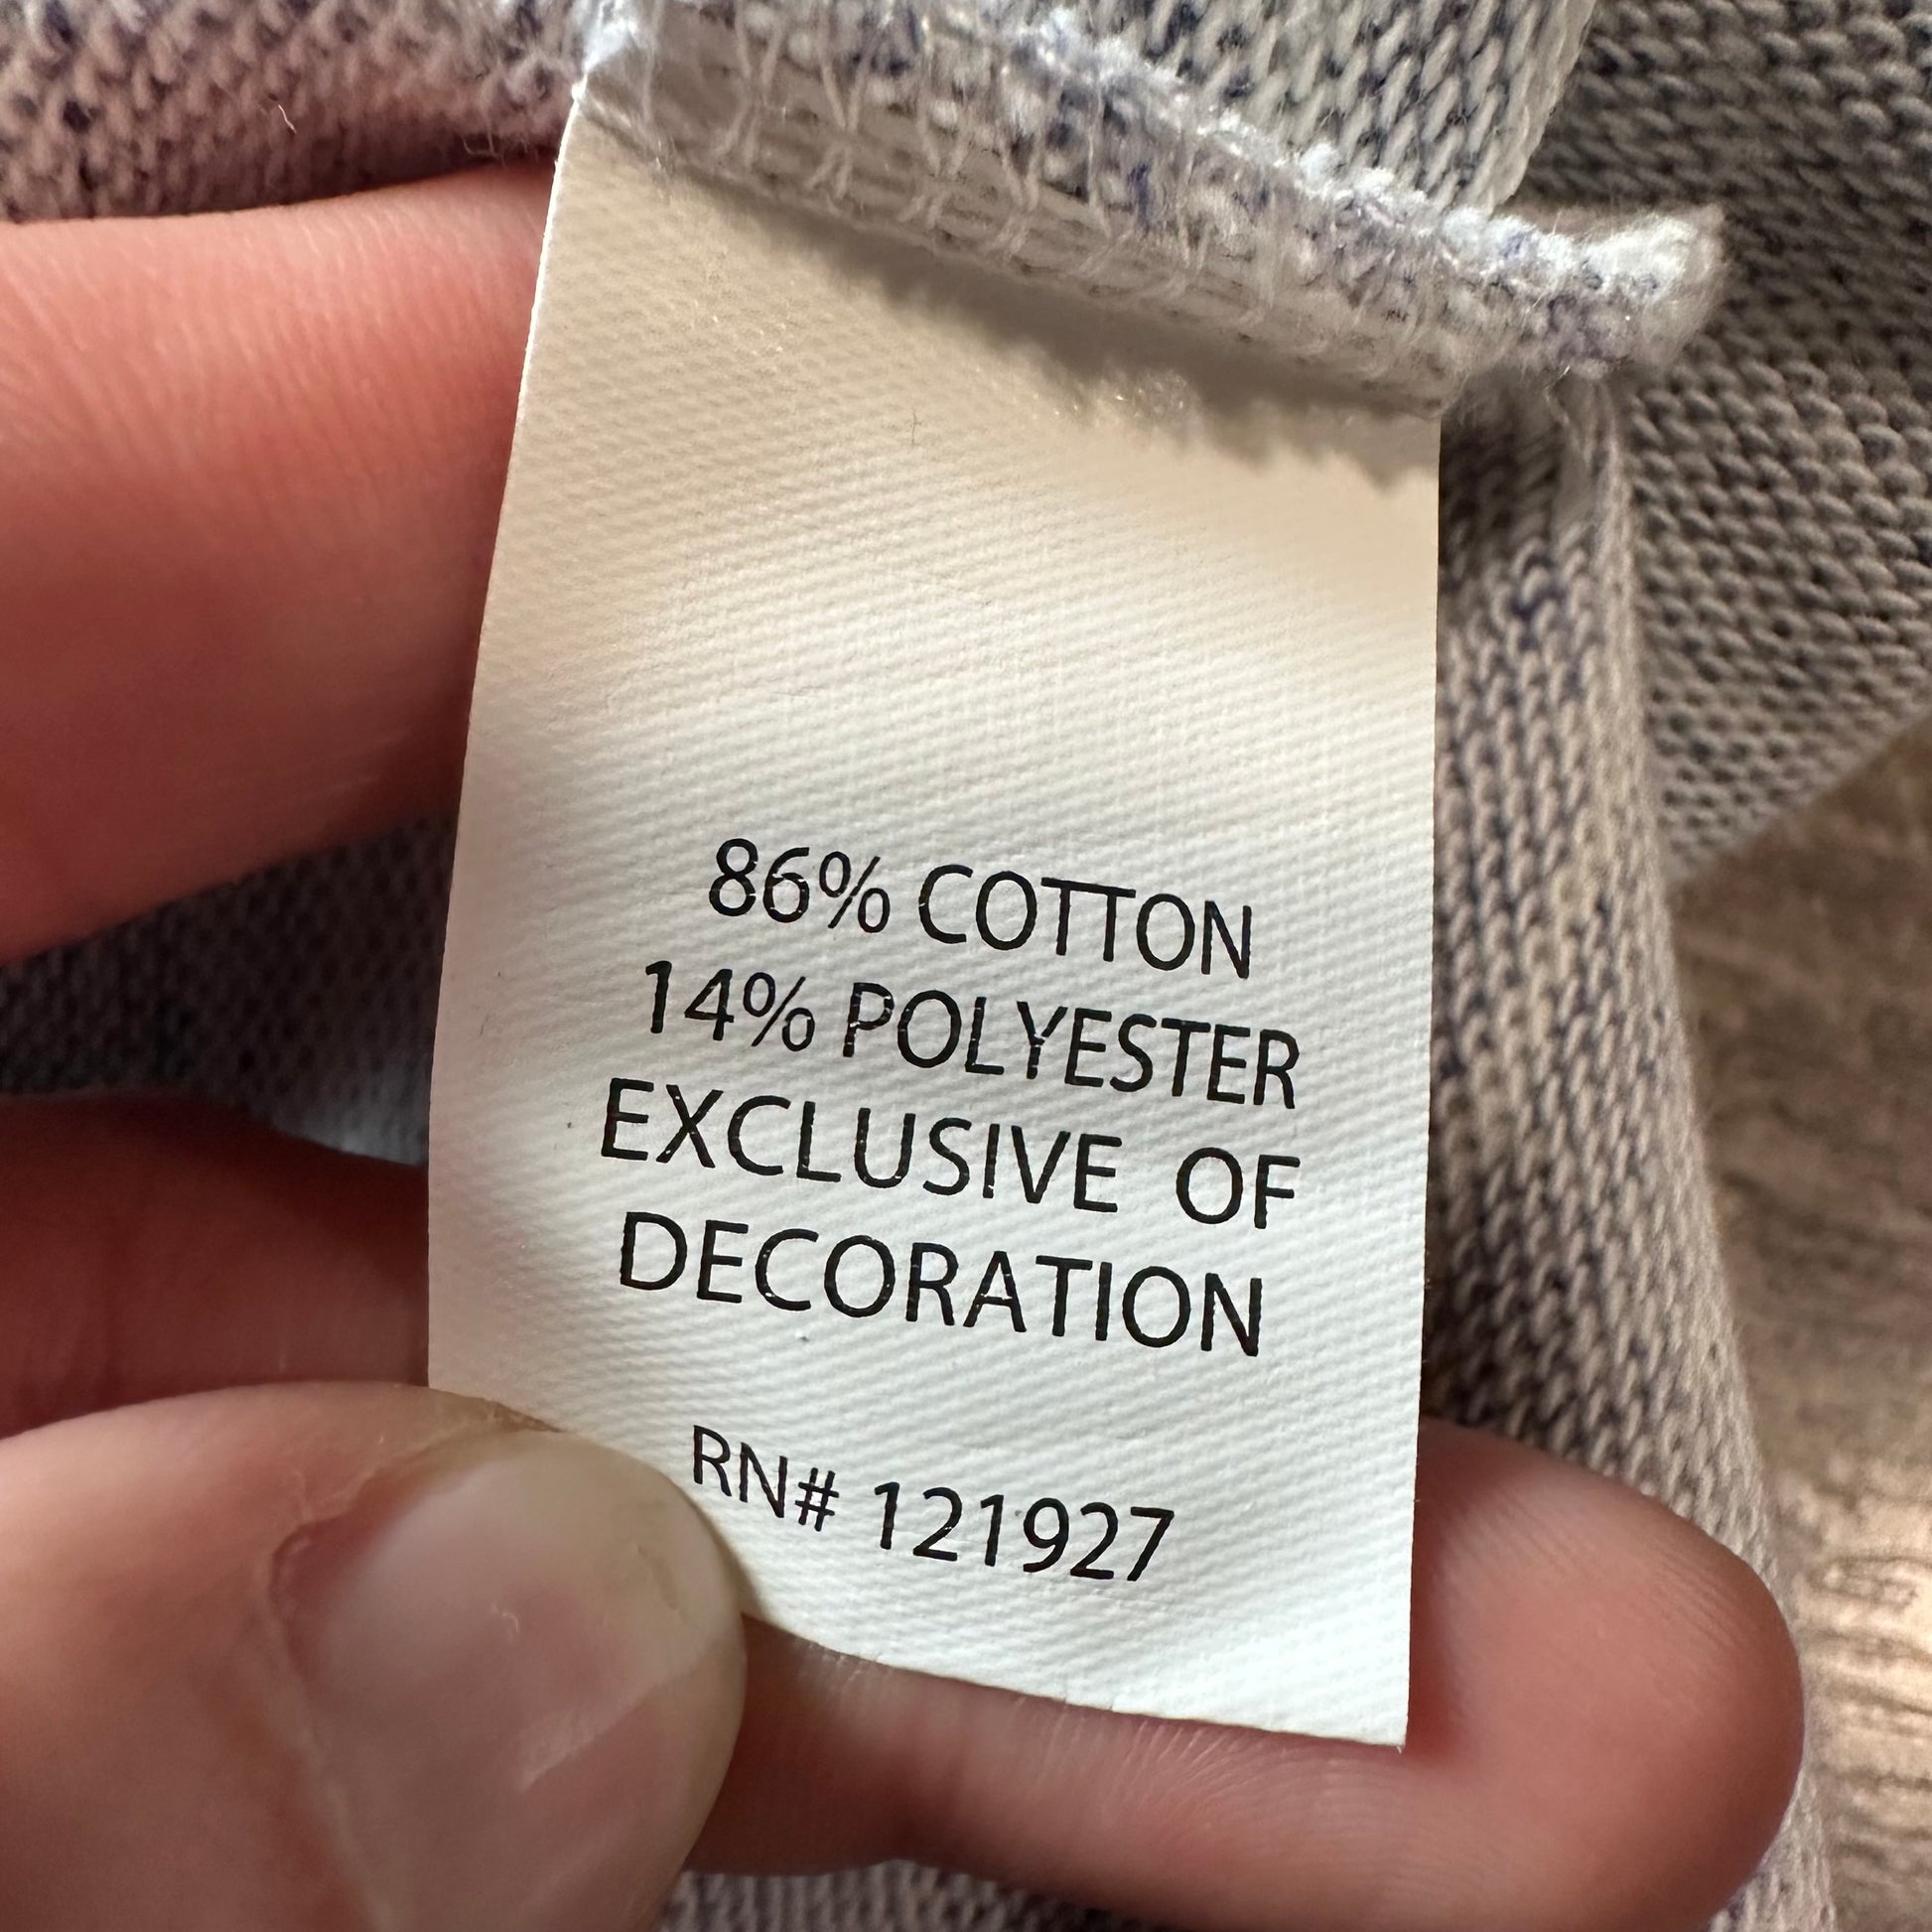 86% COTTON
14% POLYESTER
EXCLUSIVE OF
DECORATION
RN# 121927